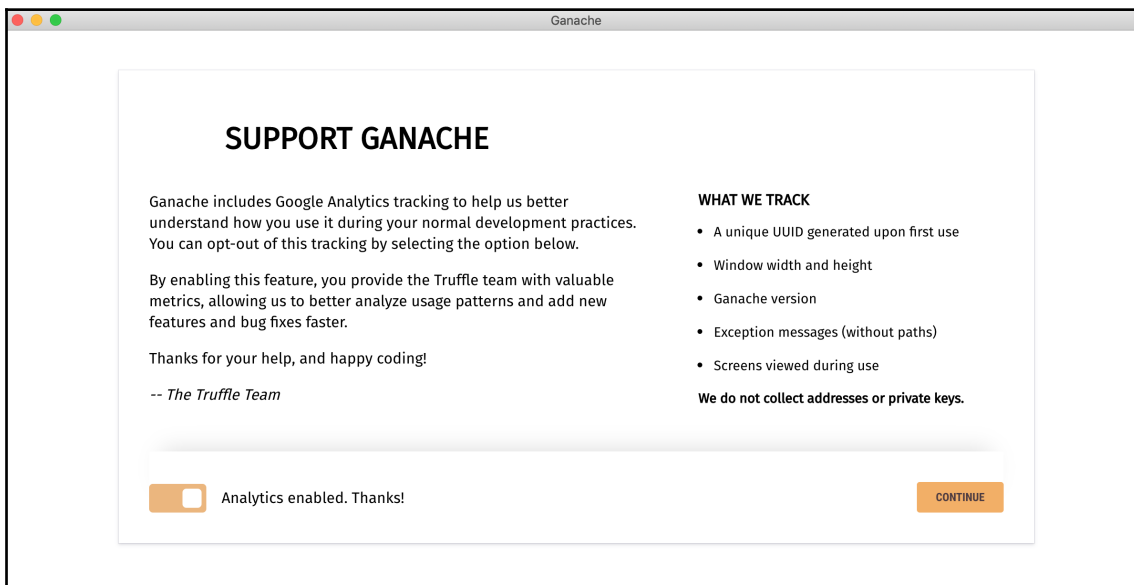 Ganache
SUPPORT GANACHE
Ganache includes Google Analytics tracking to help us better
understand how you use it during your normal development practices.
You can opt-out of this tracking by selecting the option below.
By enabling this feature, you provide the Truffle team with valuable
metrics, allowing us to better analyze usage patterns and add new
features and bug fixes faster.
Thanks for your help, and happy coding!
-- The Truffle Team
WHAT WE TRACK
• A unique UUID generated upon first use
• Window width and height
• Ganache version
• Exception messages (without paths)
• Screens viewed during use
We do not collect addresses or private keys.
Analytics enabled. Thanks!
CONTINUE